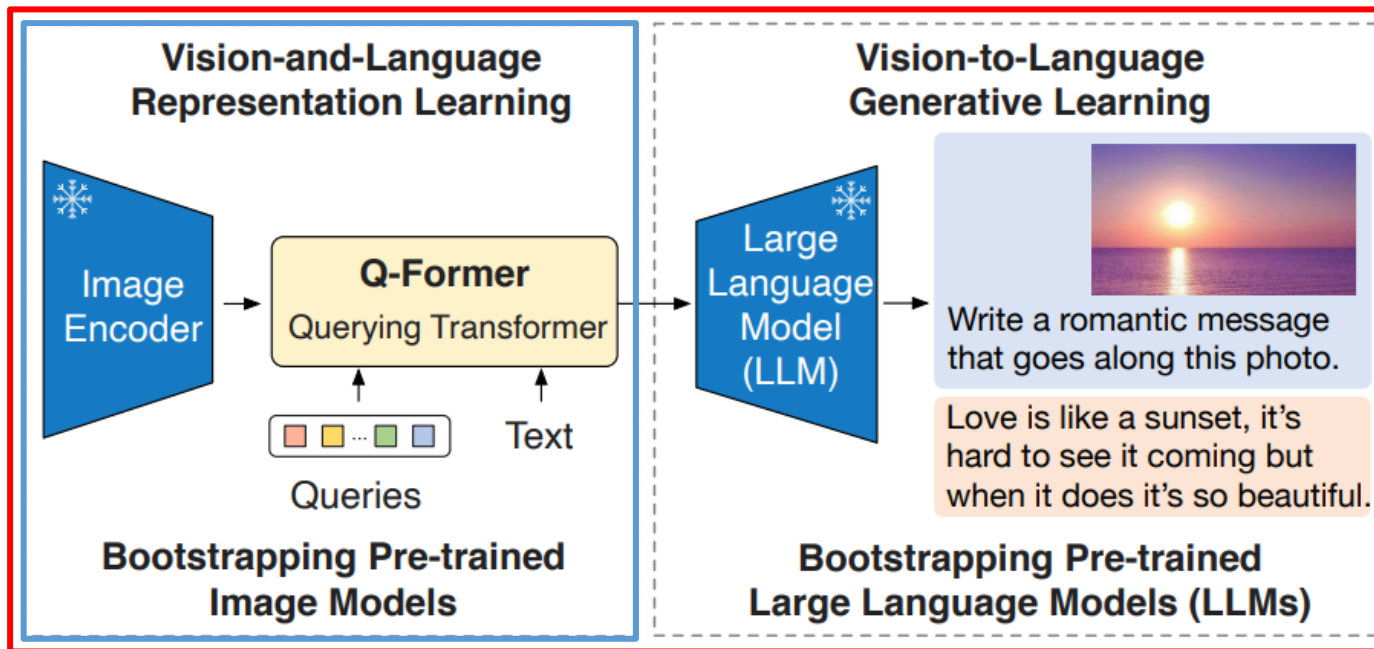 Vision-and-Language
Representation Learning
Image
Encoder
Q-Former
Querying Transformer
...
Queries
Text
Bootstrapping Pre-trained
Image Models
Vision-to-Language
Generative Learning
Large
Language
Model
(LLM)
Write a romantic message
that goes along this photo.
Love is like a sunset, it's
hard to see it coming but
when it does it's so beautiful.
Bootstrapping Pre-trained
Large Language Models (LLMs)